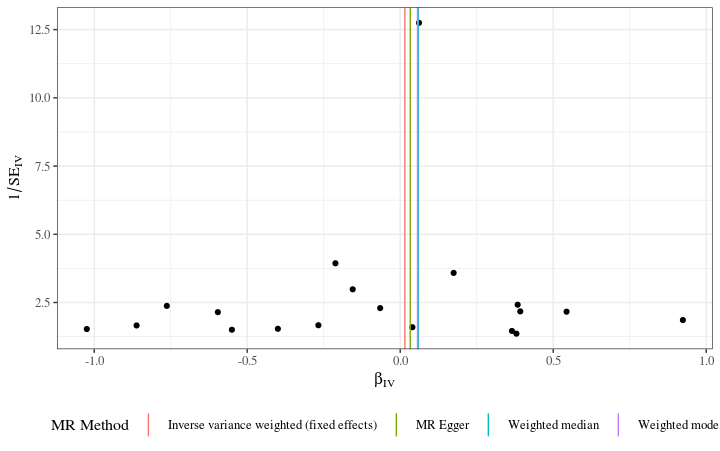 12.5
10.0
7.5
5.0
2.5
1/SE_IV
-1.0 -0.5 0.0 0.5 1.0
β_IV
MR Method Inverse variance weighted (fixed effects) MR Egger Weighted median Weighted mode